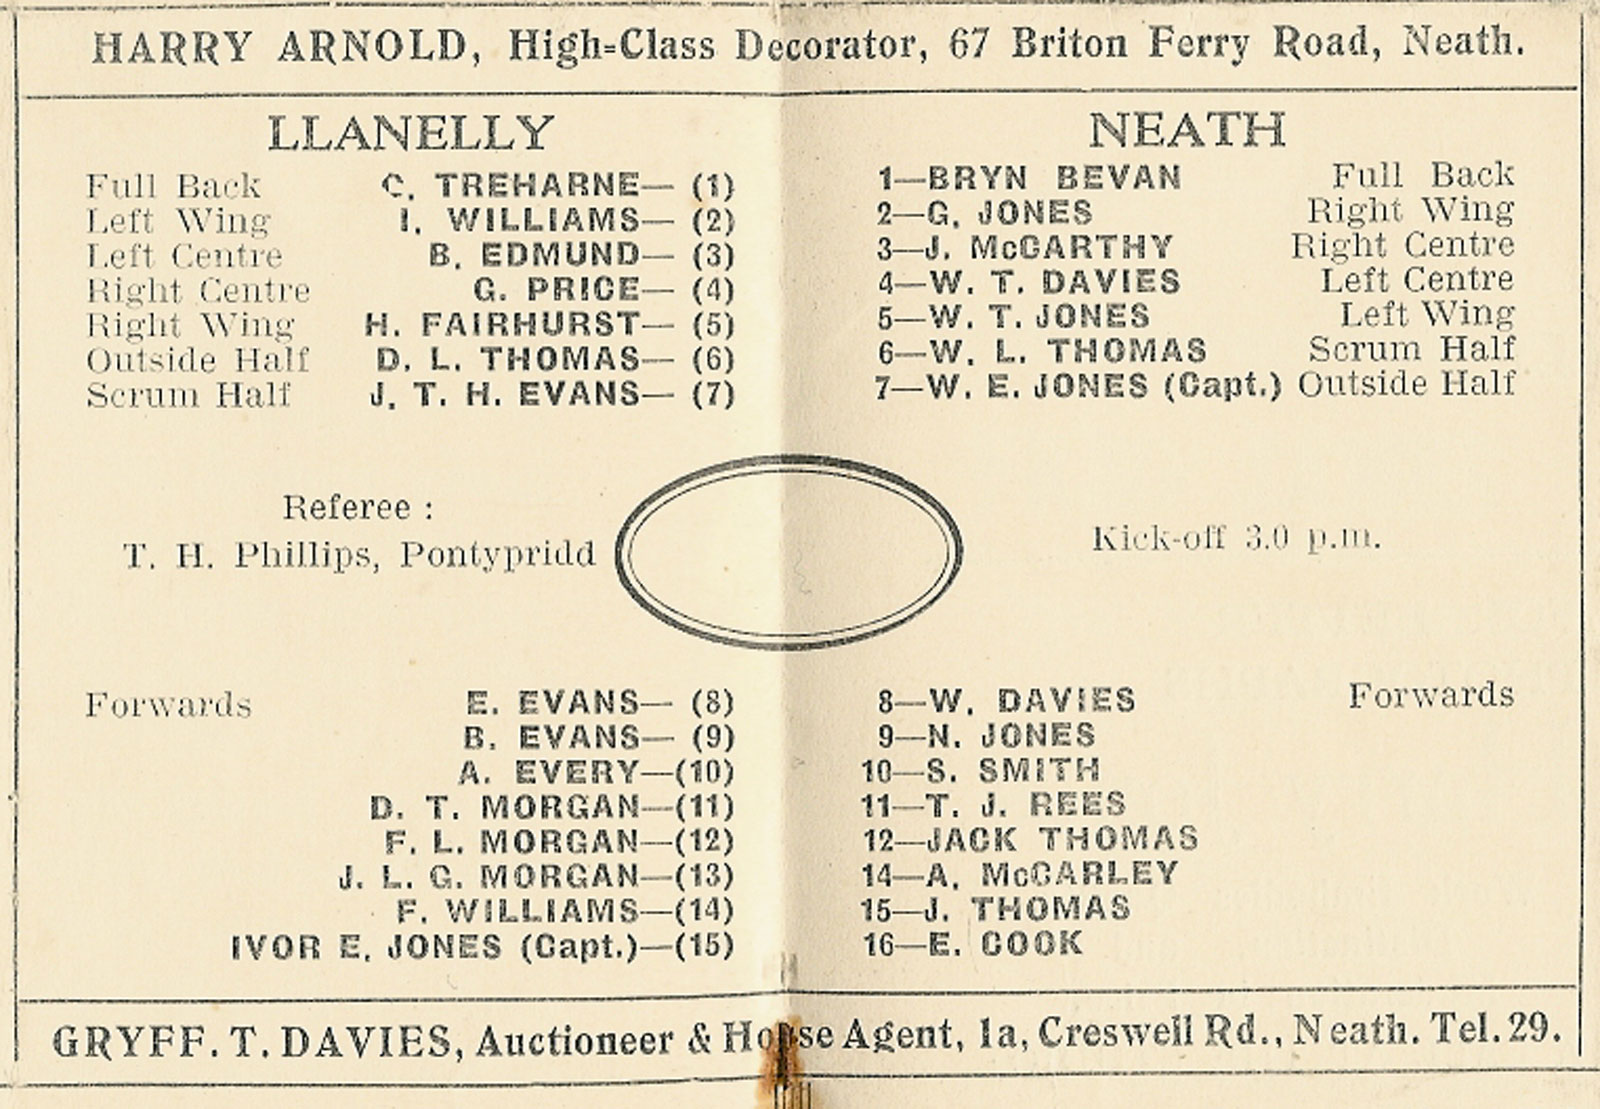 HARRY ARNOLD, High-Class Decorator, 67 Briton Ferry Road, Neath.
LLANELLY
Full Back C. TREHARNE— (1)
Left Wing I. WILLIAMS— (2)
Left Centre B. EDMUND— (3)
Right Centre G. PRICE— (4)
Right Wing H. FAIRHURST— (5)
Outside Half D. L. THOMAS— (6)
Scrum Half J. T. H. EVANS— (7)
NEATH
1—BRYN BEVAN Full Back
2—G. JONES Right Wing
3—J. McCARTHY Right Centre
4—W. T. DAVIES Left Centre
5—W. T. JONES Left Wing
6—W. L. THOMAS Scrum Half
7—W. E. JONES (Capt.) Outside Half
Referee :
T. H. Phillips, Pontypridd
Kick-off 3.0 p.m.
Forwards E. EVANS— (8)
B. EVANS— (9)
A. EVERY—(10)
D. T. MORGAN—(11)
F. L. MORGAN—(12)
J. L. G. MORGAN—(13)
F. WILLIAMS—(14)
IVOR E. JONES (Capt.)—(15)
8—W. DAVIES Forwards
9—N. JONES
10—S. SMITH
11—T. J. REES
12—JACK THOMAS
14—A. McCARLEY
15—J. THOMAS
16—E. COOK
GRYFF. T. DAVIES, Auctioneer & House Agent, 1a, Creswell Rd., Neath. Tel. 29.